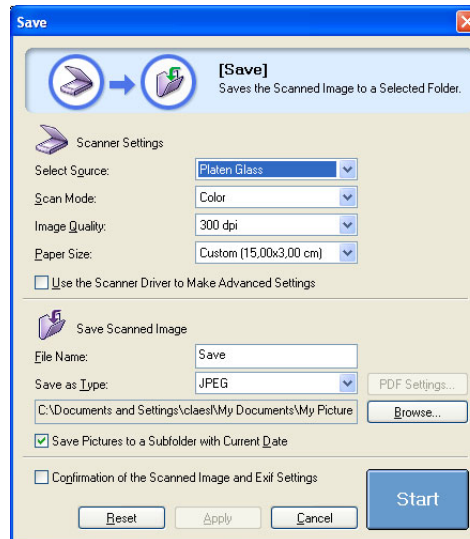 Save
[Save]
Saves the Scanned Image to a Selected Folder.
Scanner Settings
Select Source: Platen Glass
Scan Mode: Color
Image Quality: 300 dpi
Paper Size: Custom (15,00x3,00 cm)
Use the Scanner Driver to Make Advanced Settings
Save Scanned Image
File Name: Save
Save as Type: JPEG PDF Settings...
C:\Documents and Settings\claesl\My Documents\My Picture Browse...
Save Pictures to a Subfolder with Current Date
Confirmation of the Scanned Image and Exif Settings
Start
Reset Apply Cancel